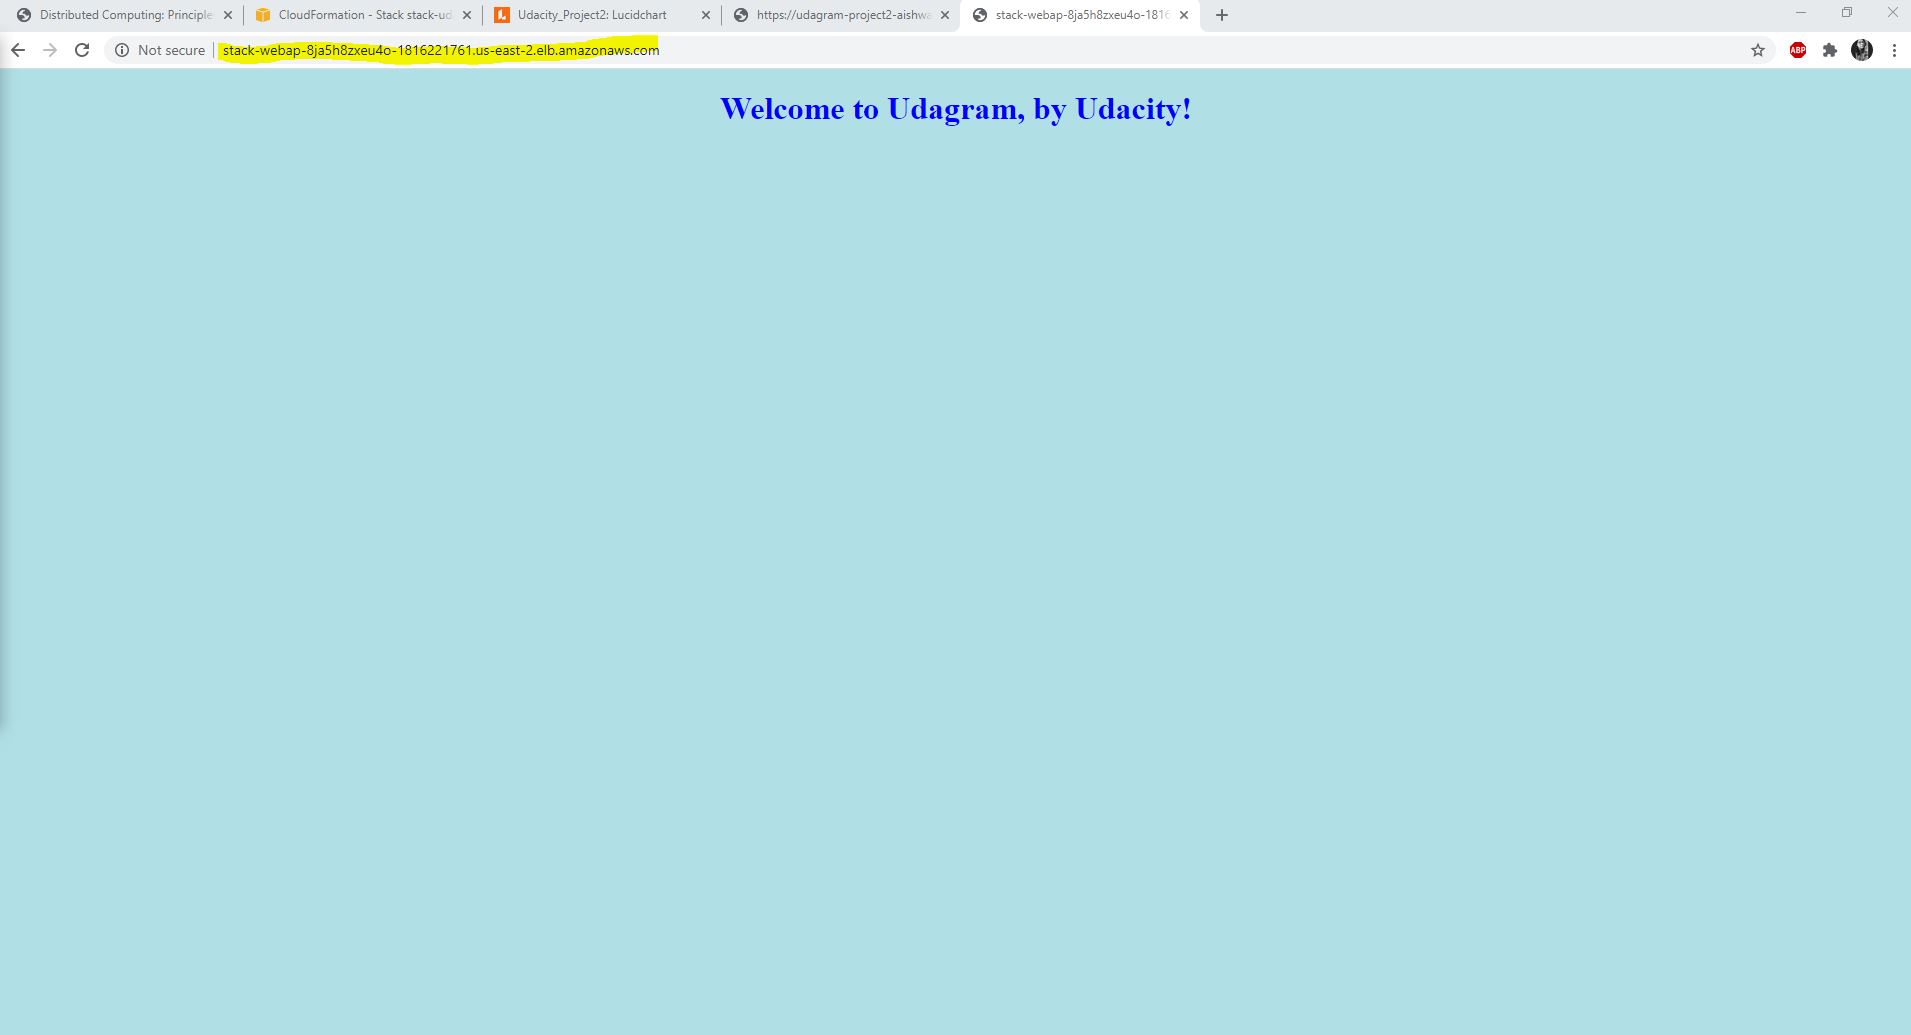 Distributed Computing: Principle
CloudFormation - Stack stack-ud
Udacity_Project2: Lucidchart
https://udagram-project2-aishwa
stack-webap-8ja5h8zxeu4o-1816
Not secure
stack-webap-8ja5h8zxeu4o-1816221761.us-east-2.elb.amazonaws.com
ABP
Welcome to Udagram, by Udacity!